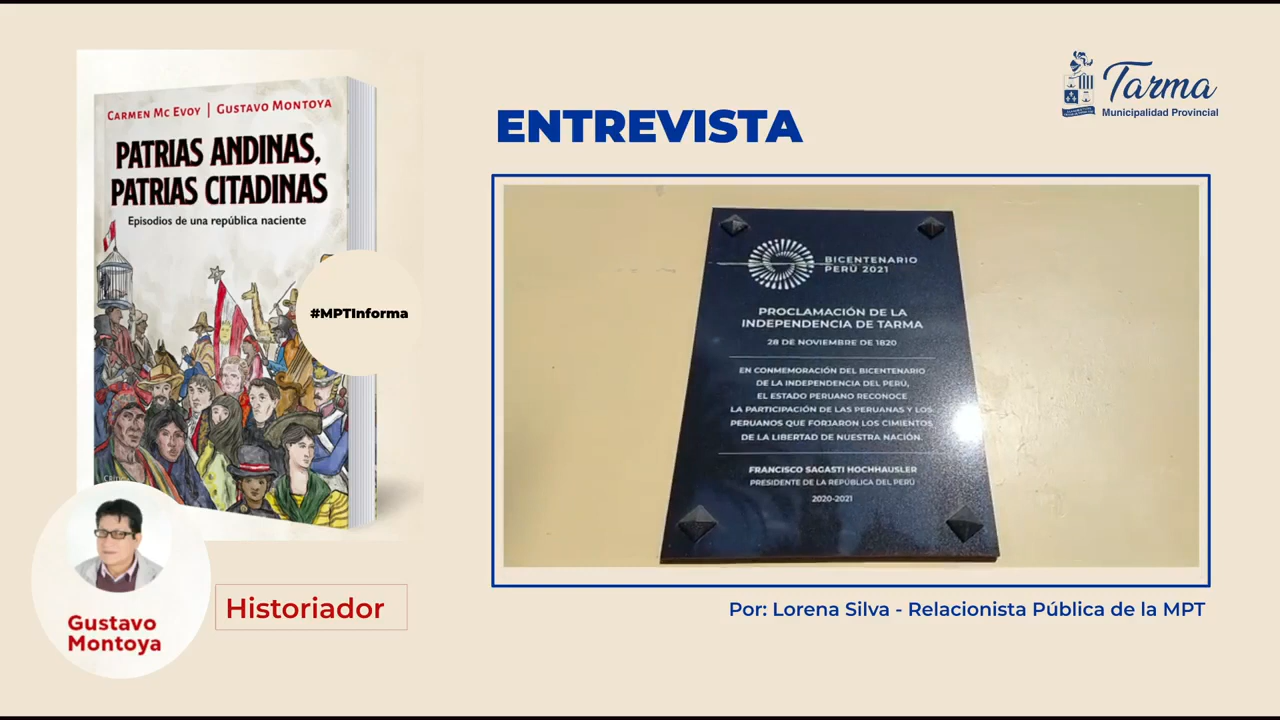 CARMEN MC EVOY | GUSTAVO MONTOYA
PATRIAS ANDINAS,
PATRIAS CITADINAS
Episodios de una república naciente
#MPTInforma
Gustavo
Montoya
Historiador
ENTREVISTA
Tarma
Municipalidad Provincial
BICENTENARIO
PERÚ 2021
PROCLAMACIÓN DE LA
INDEPENDENCIA DE TARMA
28 DE NOVIEMBRE DE 1820
EN CONMEMORACIÓN DEL BICENTENARIO
DE LA INDEPENDENCIA DEL PERÚ,
EL ESTADO PERUANO RECONOCE
LA PARTICIPACIÓN DE LAS PERUANAS Y LOS
PERUANOS QUE FORJARON LOS CIMIENTOS
DE LA LIBERTAD DE NUESTRA NACIÓN.
FRANCISCO SAGASTI HOCHHAUSLER
PRESIDENTE DE LA REPÚBLICA DEL PERÚ
2020-2021
Por: Lorena Silva - Relacionista Pública de la MPT